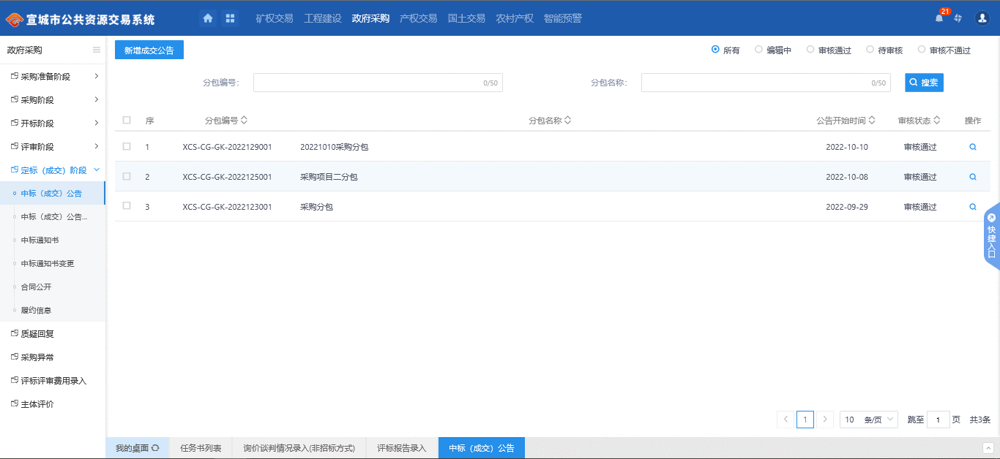 宣城市公共资源交易系统
矿权交易 工程建设 政府采购 产权交易 国土交易 农村产权 智能预警
21
政府采购
采购准备阶段
采购阶段
开标阶段
评审阶段
定标（成交）阶段
中标（成交）公告
中标（成交）公告...
中标通知书
中标通知书变更
合同公开
履约信息
质疑回复
采购异常
评标评审费用录入
主体评价
新增成交公告
所有 编辑中 审核通过 待审核 审核不通过
分包编号： 0/50 分包名称： 0/50 搜索
序 分包编号 分包名称 公告开始时间 审核状态 操作
1 XCS-CG-GK-2022129001 20221010采购分包 2022-10-10 审核通过
2 XCS-CG-GK-2022125001 采购项目二分包 2022-10-08 审核通过
3 XCS-CG-GK-2022123001 采购分包 2022-09-29 审核通过
快捷入口
1 10 条/页 跳至 1 页 共3条
我的桌面 任务书列表 询价谈判情况录入(非招标方式) 评标报告录入 中标（成交）公告